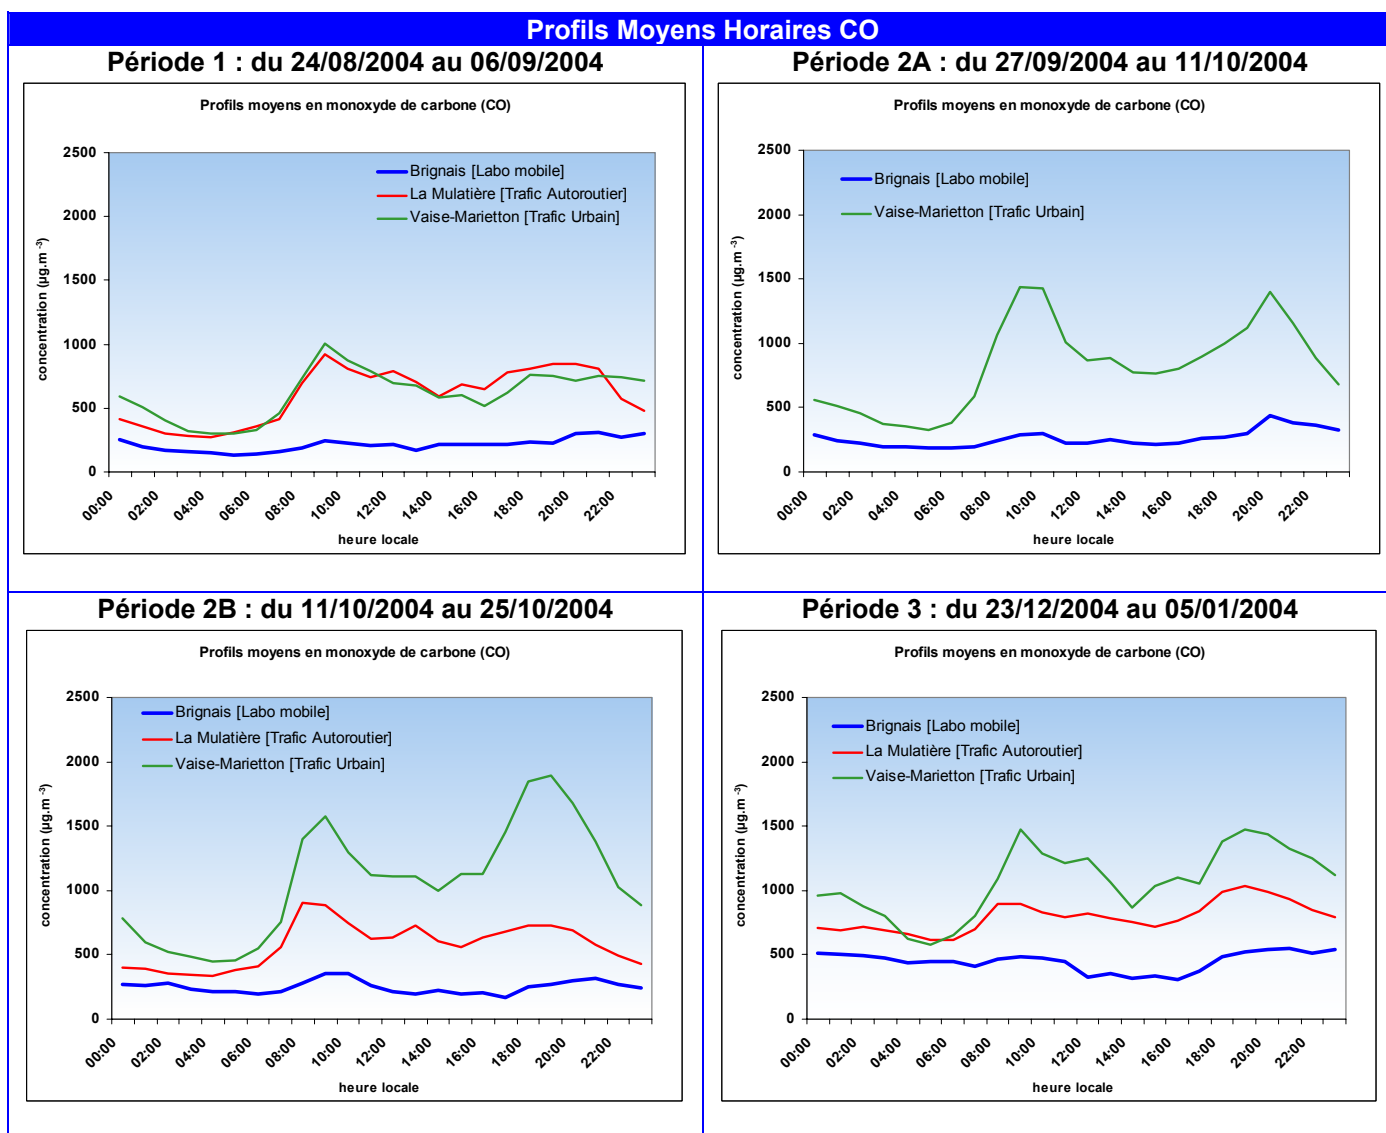 Profils Moyens Horaires CO
Période 1 : du 24/08/2004 au 06/09/2004
Profils moyens en monoxyde de carbone (CO)
2500
2000
1500
1000
500
0
concentration (µg.m⁻³)
Brignais [Labo mobile]
La Mulatière [Trafic Autoroutier]
Vaise-Marietton [Trafic Urbain]
00:00 02:00 04:00 06:00 08:00 10:00 12:00 14:00 16:00 18:00 20:00 22:00
heure locale
Période 2A : du 27/09/2004 au 11/10/2004
Profils moyens en monoxyde de carbone (CO)
2500
2000
1500
1000
500
0
concentration (µg.m⁻³)
Brignais [Labo mobile]
Vaise-Marietton [Trafic Urbain]
00:00 02:00 04:00 06:00 08:00 10:00 12:00 14:00 16:00 18:00 20:00 22:00
heure locale
Période 2B : du 11/10/2004 au 25/10/2004
Profils moyens en monoxyde de carbone (CO)
2500
2000
1500
1000
500
0
concentration (µg.m⁻³)
Brignais [Labo mobile]
La Mulatière [Trafic Autoroutier]
Vaise-Marietton [Trafic Urbain]
00:00 02:00 04:00 06:00 08:00 10:00 12:00 14:00 16:00 18:00 20:00 22:00
heure locale
Période 3 : du 23/12/2004 au 05/01/2004
Profils moyens en monoxyde de carbone (CO)
2500
2000
1500
1000
500
0
concentration (µg.m⁻³)
Brignais [Labo mobile]
La Mulatière [Trafic Autoroutier]
Vaise-Marietton [Trafic Urbain]
00:00 02:00 04:00 06:00 08:00 10:00 12:00 14:00 16:00 18:00 20:00 22:00
heure locale